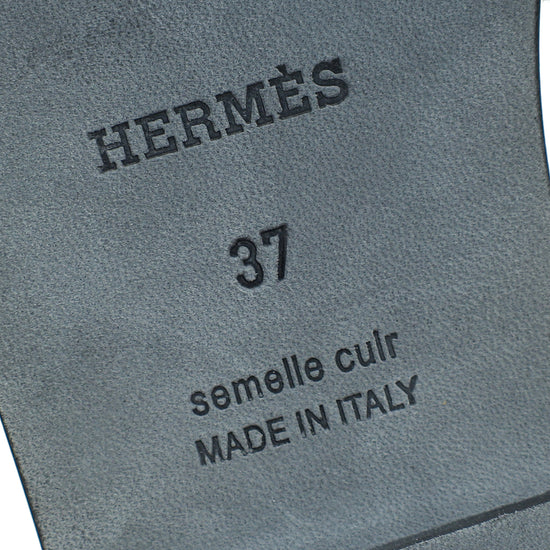 HERMÈS
37
semelle cuir
MADE IN ITALY